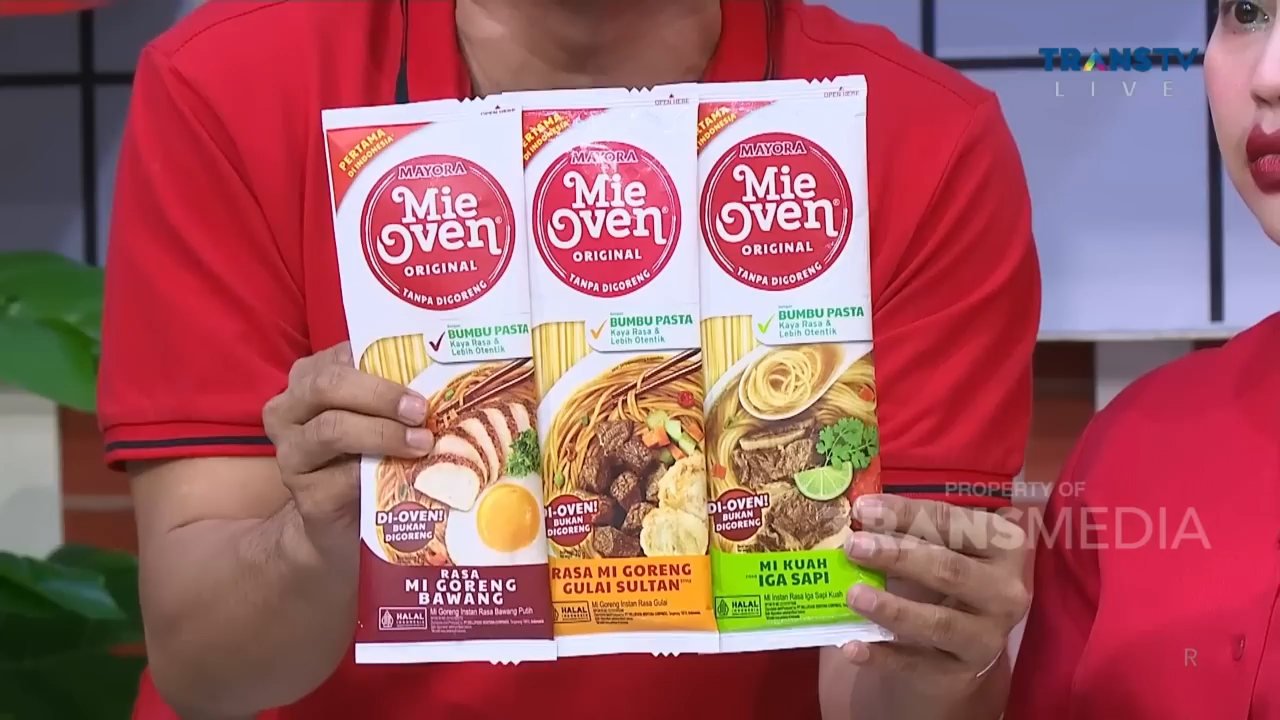 TRANSTV
LIVE
OPEN HERE
PERTAMA
DI INDONESIA
MAYORA
Mie
Oven
ORIGINAL
TANPA DIGORENG
BUMBU PASTA
Kaya Rasa &
Lebih Otentik
DI-OVEN!
BUKAN
DIGORENG
RASA
MI GORENG
BAWANG
HALAL
INDONESIA
Mi Goreng Instan Rasa Bawang Putih
OPEN HERE
PERTAMA
DI INDONESIA
MAYORA
Mie
Oven
ORIGINAL
TANPA DIGORENG
BUMBU PASTA
Kaya Rasa &
Lebih Otentik
DI-OVEN!
BUKAN
DIGORENG
RASA MI GORENG
GULAI SULTAN
HALAL
INDONESIA
Mi Goreng Instan Rasa Gulai
OPEN HERE
PERTAMA
DI INDONESIA
MAYORA
Mie
Oven
ORIGINAL
TANPA DIGORENG
BUMBU PASTA
Kaya Rasa &
Lebih Otentik
DI-OVEN!
BUKAN
DIGORENG
MI KUAH
IGA SAPI
HALAL
INDONESIA
Mi Instan Rasa Iga Sapi Kuah
PROPERTY OF
TRANSMEDIA
R